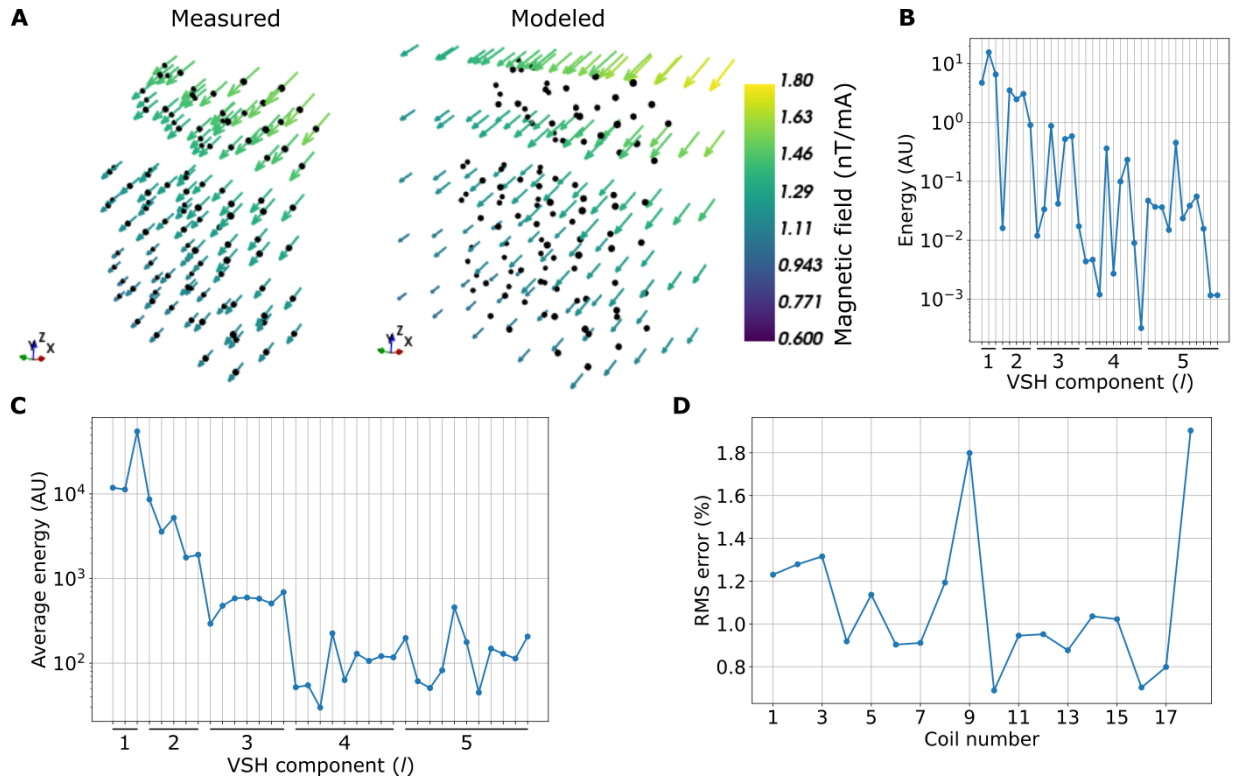 A
Measured
Modeled
1.80
1.63
1.46
1.29
1.11
0.943
0.771
0.600
Magnetic field (nT/mA)
Z
Y
X
Z
Y
X
B
10¹
10⁰
10⁻¹
10⁻²
10⁻³
Energy (AU)
1 2 3 4 5
VSH component (l)
C
10⁴
10³
10²
Average energy (AU)
1 2 3 4 5
VSH component (l)
D
1.8
1.6
1.4
1.2
1.0
0.8
RMS error (%)
1 3 5 7 9 11 13 15 17
Coil number